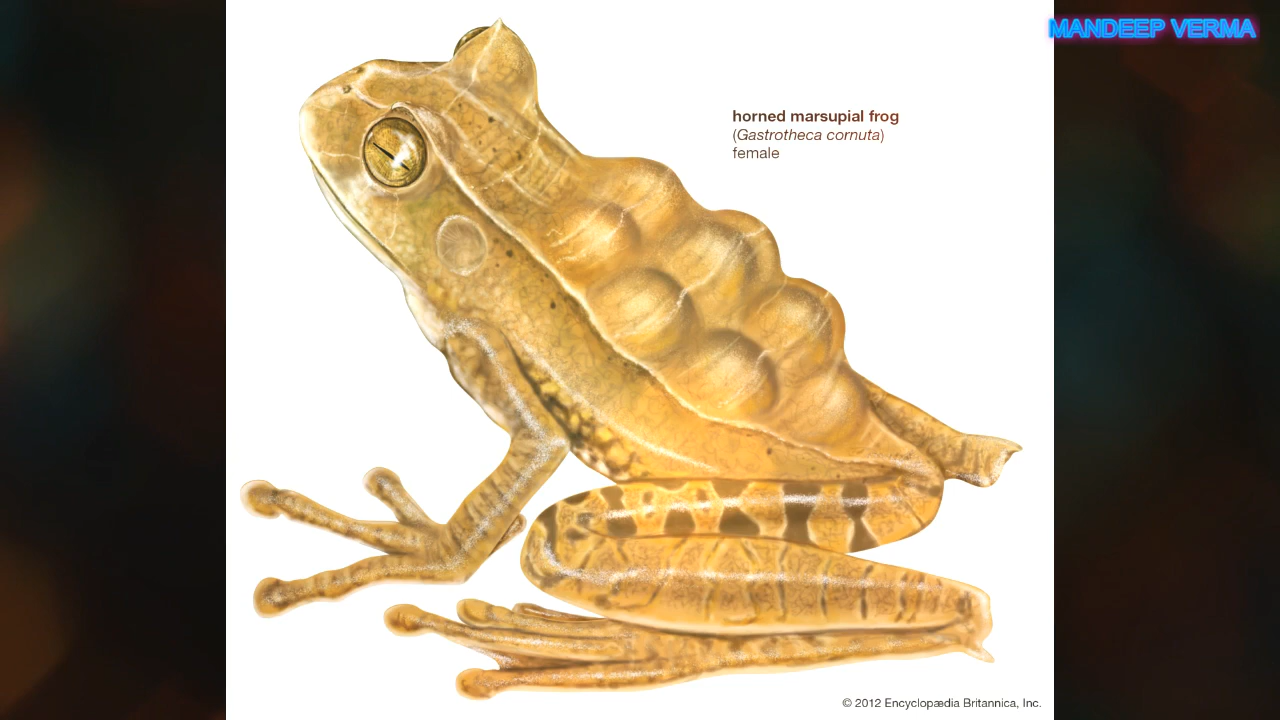 MANDEEP VERMA
horned marsupial frog
(Gastrotheca cornuta)
female
© 2012 Encyclopædia Britannica, Inc.